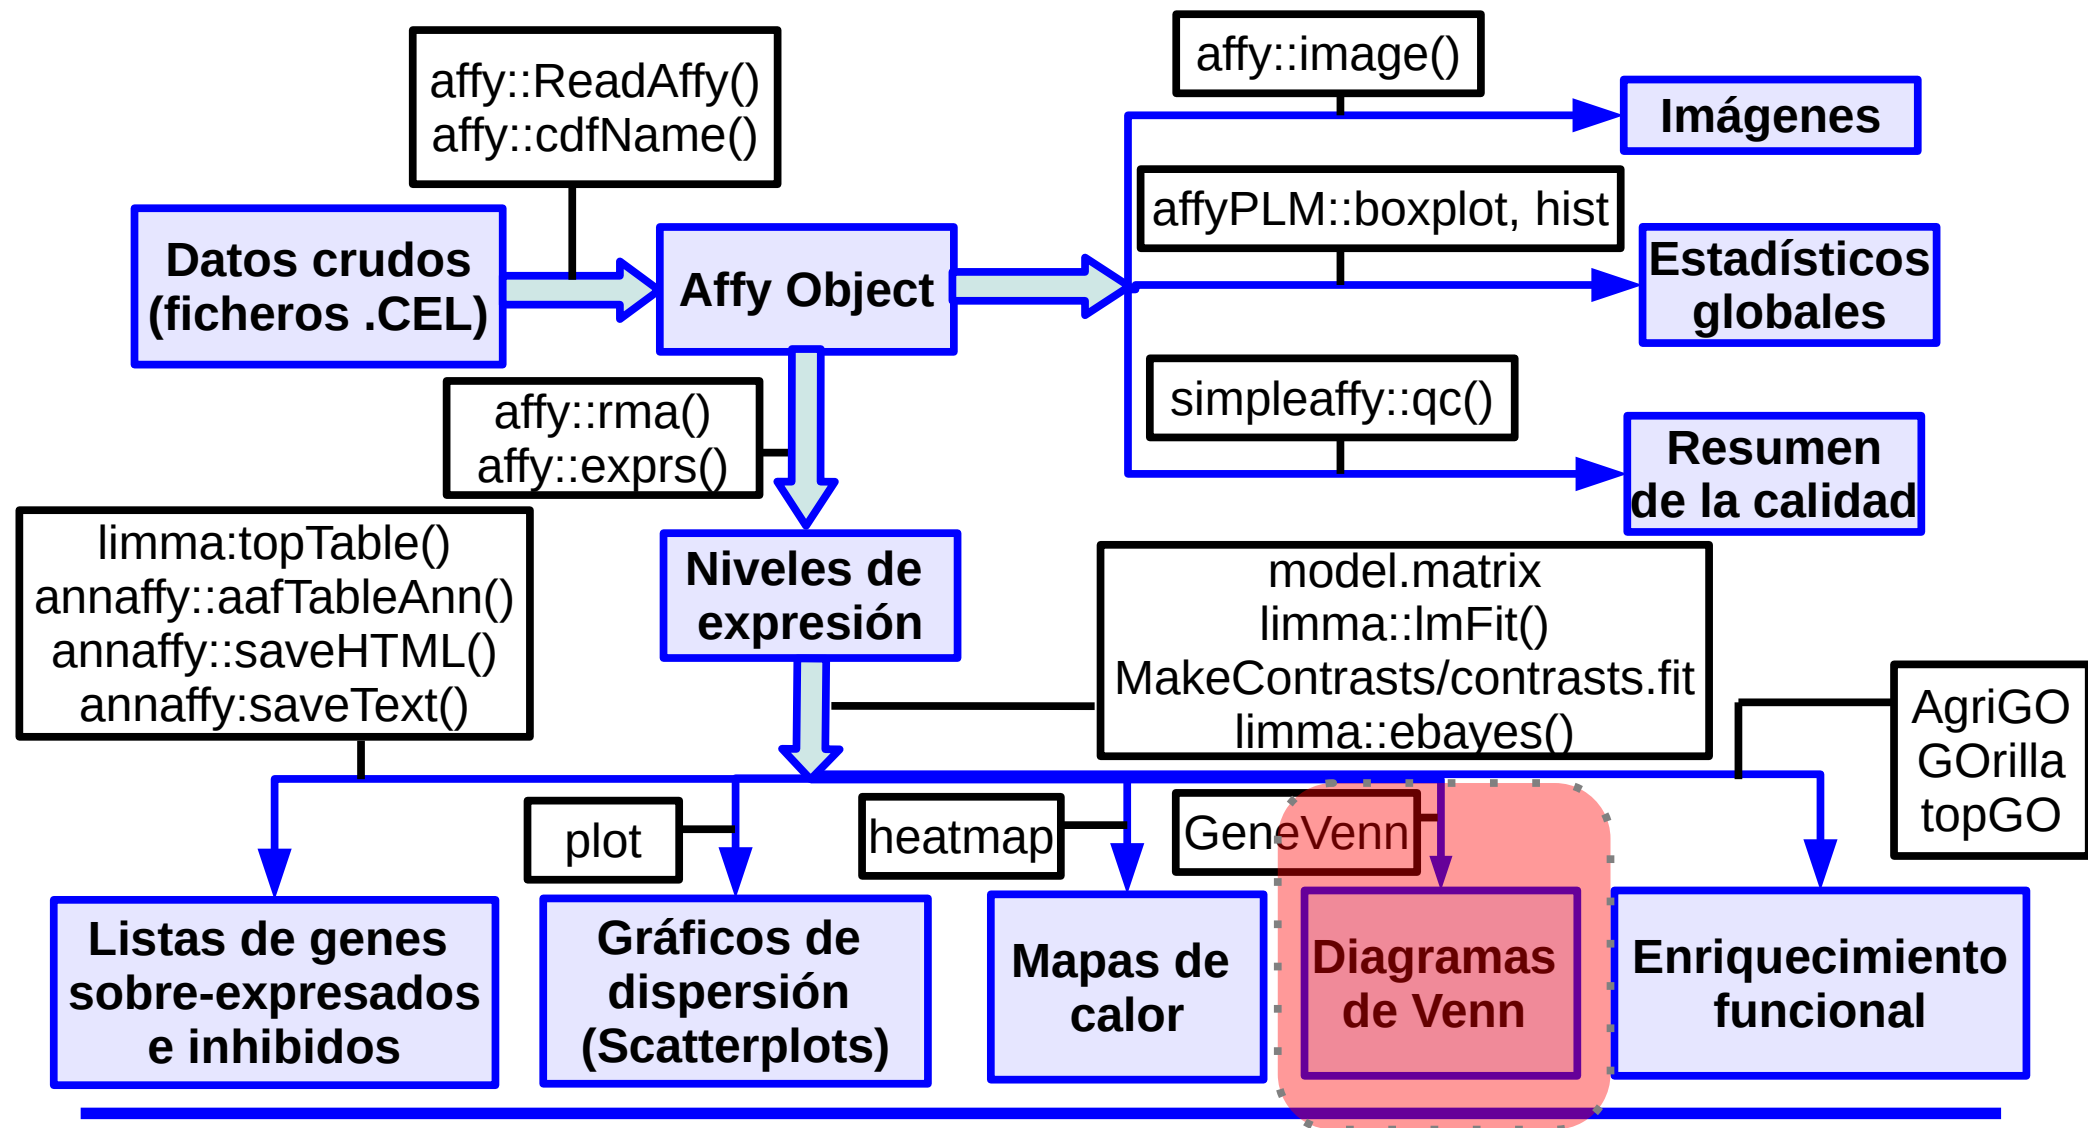 affy::ReadAffy()
affy::cdfName()
affy::image()
Imágenes
affyPLM::boxplot, hist
Datos crudos
(ficheros .CEL)
Affy Object
Estadísticos
globales
affy::rma()
affy::exprs()
simpleaffy::qc()
Resumen
de la calidad
limma:topTable()
annaffy::aafTableAnn()
annaffy::saveHTML()
annaffy:saveText()
Niveles de
expresión
model.matrix
limma::lmFit()
MakeContrasts/contrasts.fit
limma::ebayes()
AgriGO
GOrilla
topGO
plot
heatmap
GeneVenn
Listas de genes
sobre-expresados
e inhibidos
Gráficos de
dispersión
(Scatterplots)
Mapas de
calor
Diagramas
de Venn
Enriquecimiento
funcional